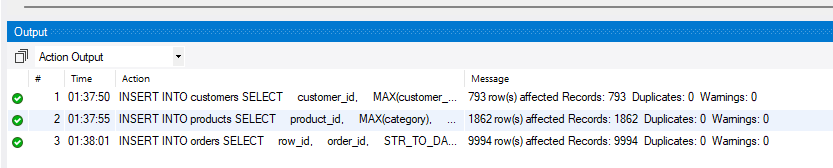 Output
Action Output
# Time Action Message
1 01:37:50 INSERT INTO customers SELECT customer_id, MAX(customer_... 793 row(s) affected Records: 793 Duplicates: 0 Warnings: 0
2 01:37:55 INSERT INTO products SELECT product_id, MAX(category), ... 1862 row(s) affected Records: 1862 Duplicates: 0 Warnings: 0
3 01:38:01 INSERT INTO orders SELECT row_id, order_id, STR_TO_DA... 9994 row(s) affected Records: 9994 Duplicates: 0 Warnings: 0